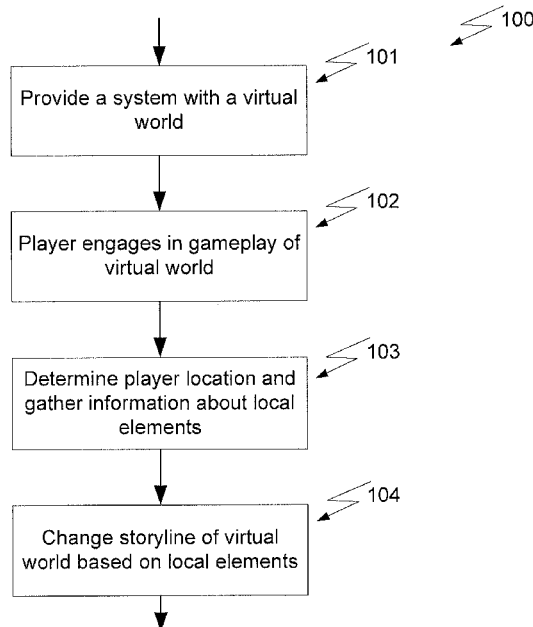 100
101
Provide a system with a virtual
world
102
Player engages in gameplay of
virtual world
103
Determine player location and
gather information about local
elements
104
Change storyline of virtual
world based on local elements